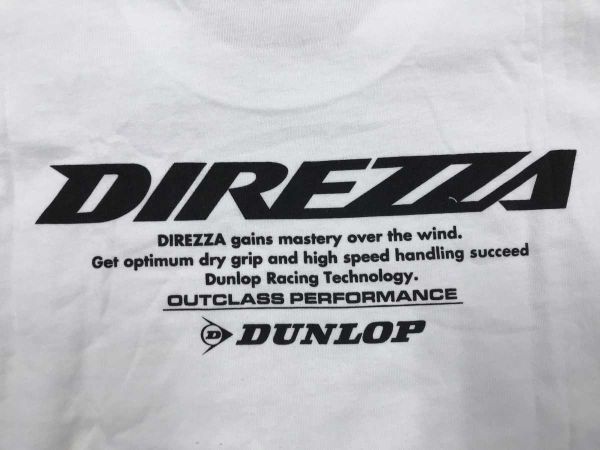 DIREZZA
DIREZZA gains mastery over the wind.
Get optimum dry grip and high speed handling succeed
Dunlop Racing Technology.
OUTCLASS PERFORMANCE
D DUNLOP